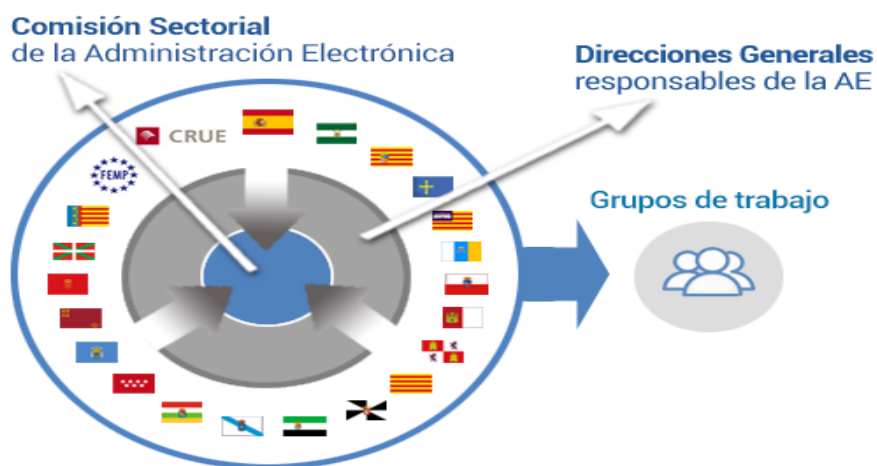 Comisión Sectorial
de la Administración Electrónica
Direcciones Generales
responsables de la AE
CRUE
FEMP
Grupos de trabajo